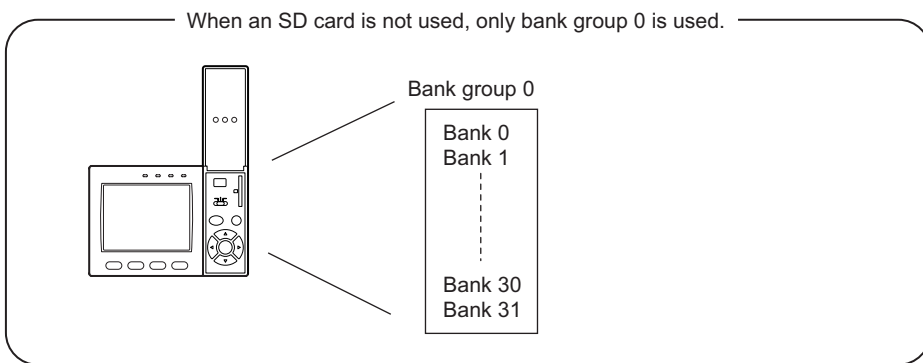 When an SD card is not used, only bank group 0 is used.
Bank group 0
Bank 0
Bank 1
Bank 30
Bank 31